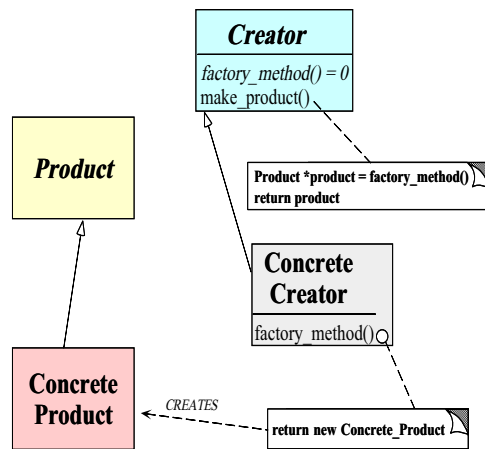 Creator
factory_method() = 0
make_product()
Product
Product *product = factory_method()
return product
Concrete
Creator
factory_method()
Concrete
Product
CREATES
return new Concrete_Product